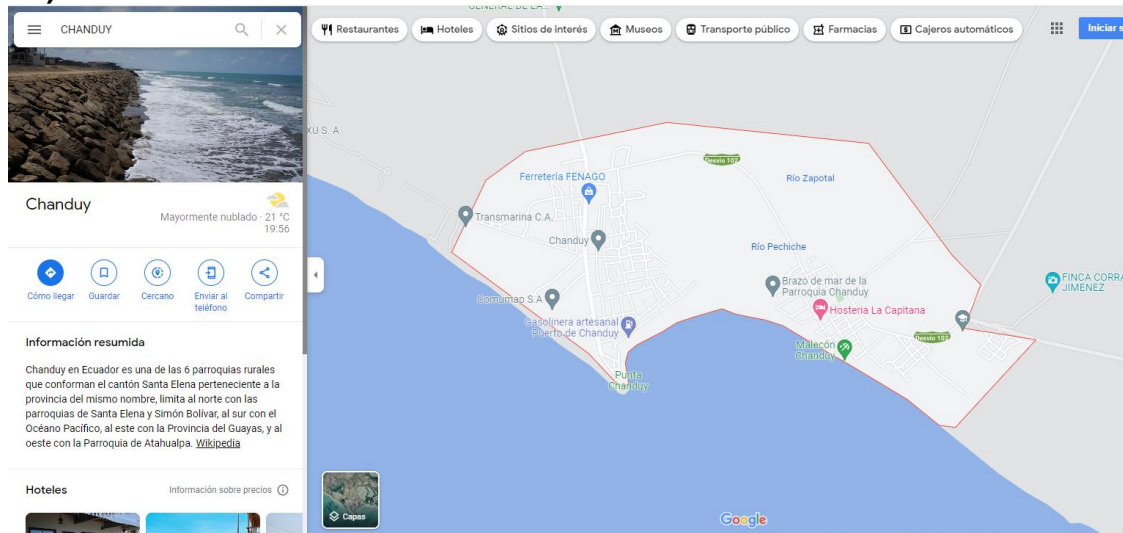 CHANDUY
Restaurantes
Hoteles
Sitios de interés
Museos
Transporte público
Farmacias
Cajeros automáticos
Iniciar s
Chanduy
Mayormente nublado · 21 °C
19:56
Cómo llegar
Guardar
Cercano
Enviar al
teléfono
Compartir
Información resumida
Chanduy en Ecuador es una de las 6 parroquias rurales
que conforman el cantón Santa Elena perteneciente a la
provincia del mismo nombre, limita al norte con las
parroquias de Santa Elena y Simón Bolívar, al sur con el
Océano Pacífico, al este con la Provincia del Guayas, y al
oeste con la Parroquia de Atahualpa. Wikipedia
Hoteles
Información sobre precios
XU S. A
Desvío 102
Ferretería FENAGO
Río Zapotal
Transmarina C.A.
Chanduy
Río Pechiche
Brazo de mar de la
Parroquia Chanduy
FINCA CORRA
JIMENEZ
Comumap S.A
Hosteria La Capitana
Gasolinera artesanal
Puerto de Chanduy
Desvío 102
Malecón
Chanduy
Punta
Chanduy
Capas
Google